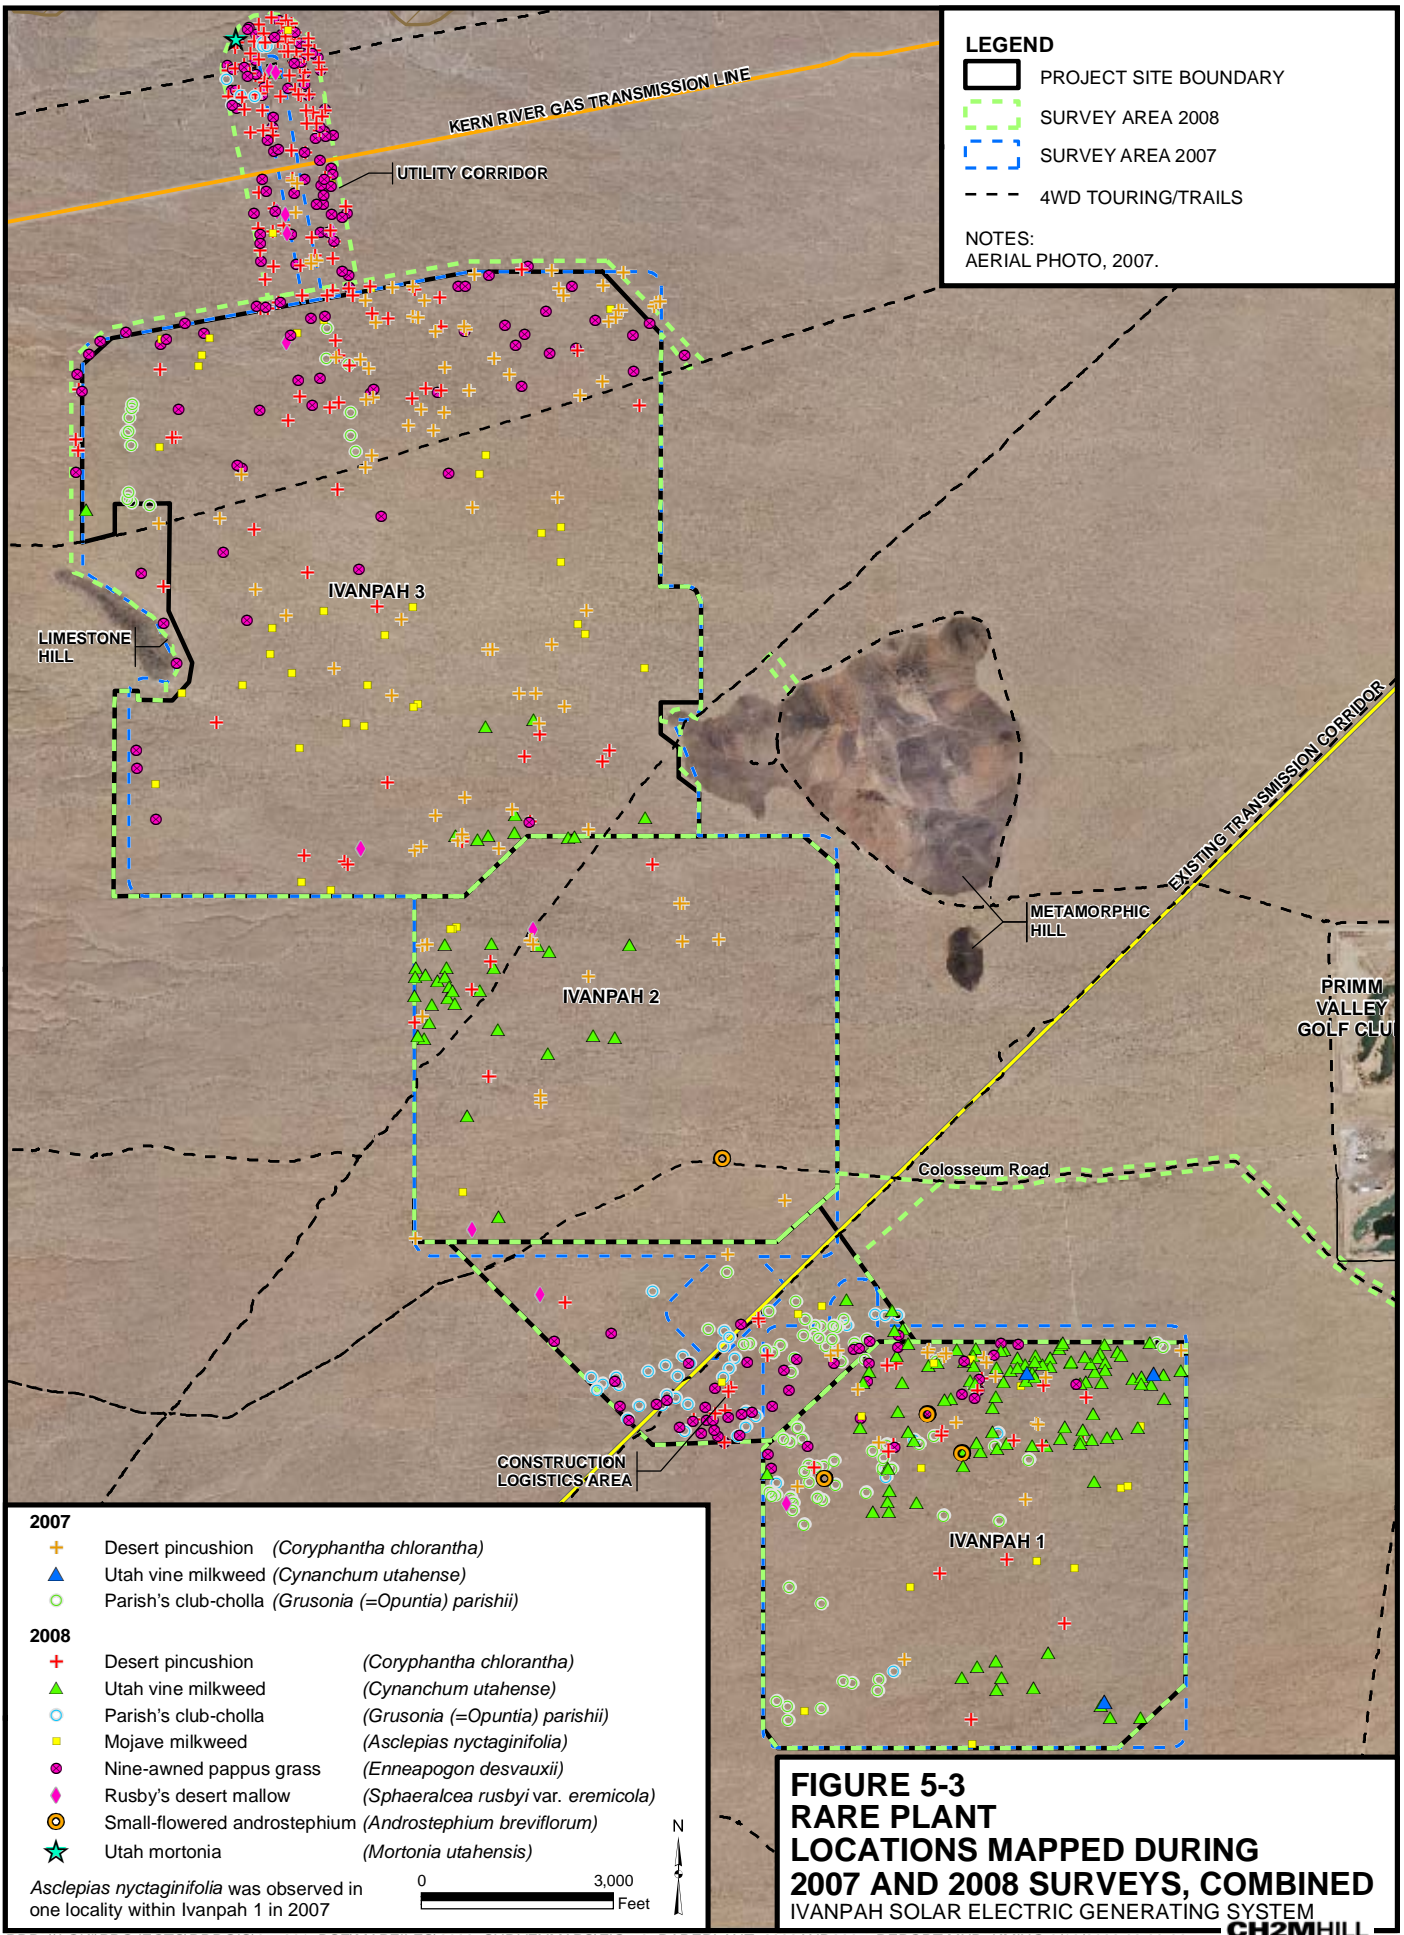 LEGEND
PROJECT SITE BOUNDARY
SURVEY AREA 2008
SURVEY AREA 2007
4WD TOURING/TRAILS
NOTES:
AERIAL PHOTO, 2007.
KERN RIVER GAS TRANSMISSION LINE
UTILITY CORRIDOR
IVANPAH 3
LIMESTONE
HILL
EXISTING TRANSMISSION CORRIDOR
METAMORPHIC
HILL
IVANPAH 2
PRIMM
VALLEY
GOLF CLU
Colosseum Road
CONSTRUCTION
LOGISTICS AREA
IVANPAH 1
2007
Desert pincushion (Coryphantha chlorantha)
Utah vine milkweed (Cynanchum utahense)
Parish's club-cholla (Grusonia (=Opuntia) parishii)
2008
Desert pincushion (Coryphantha chlorantha)
Utah vine milkweed (Cynanchum utahense)
Parish's club-cholla (Grusonia (=Opuntia) parishii)
Mojave milkweed (Asclepias nyctaginifolia)
Nine-awned pappus grass (Enneapogon desvauxii)
Rusby's desert mallow (Sphaeralcea rusbyi var. eremicola)
Small-flowered androstephium (Androstephium breviflorum)
Utah mortonia (Mortonia utahensis)
Asclepias nyctaginifolia was observed in
one locality within Ivanpah 1 in 2007
0 3,000
Feet
N
FIGURE 5-3
RARE PLANT
LOCATIONS MAPPED DURING
2007 AND 2008 SURVEYS, COMBINED
IVANPAH SOLAR ELECTRIC GENERATING SYSTEM
CH2MHILL